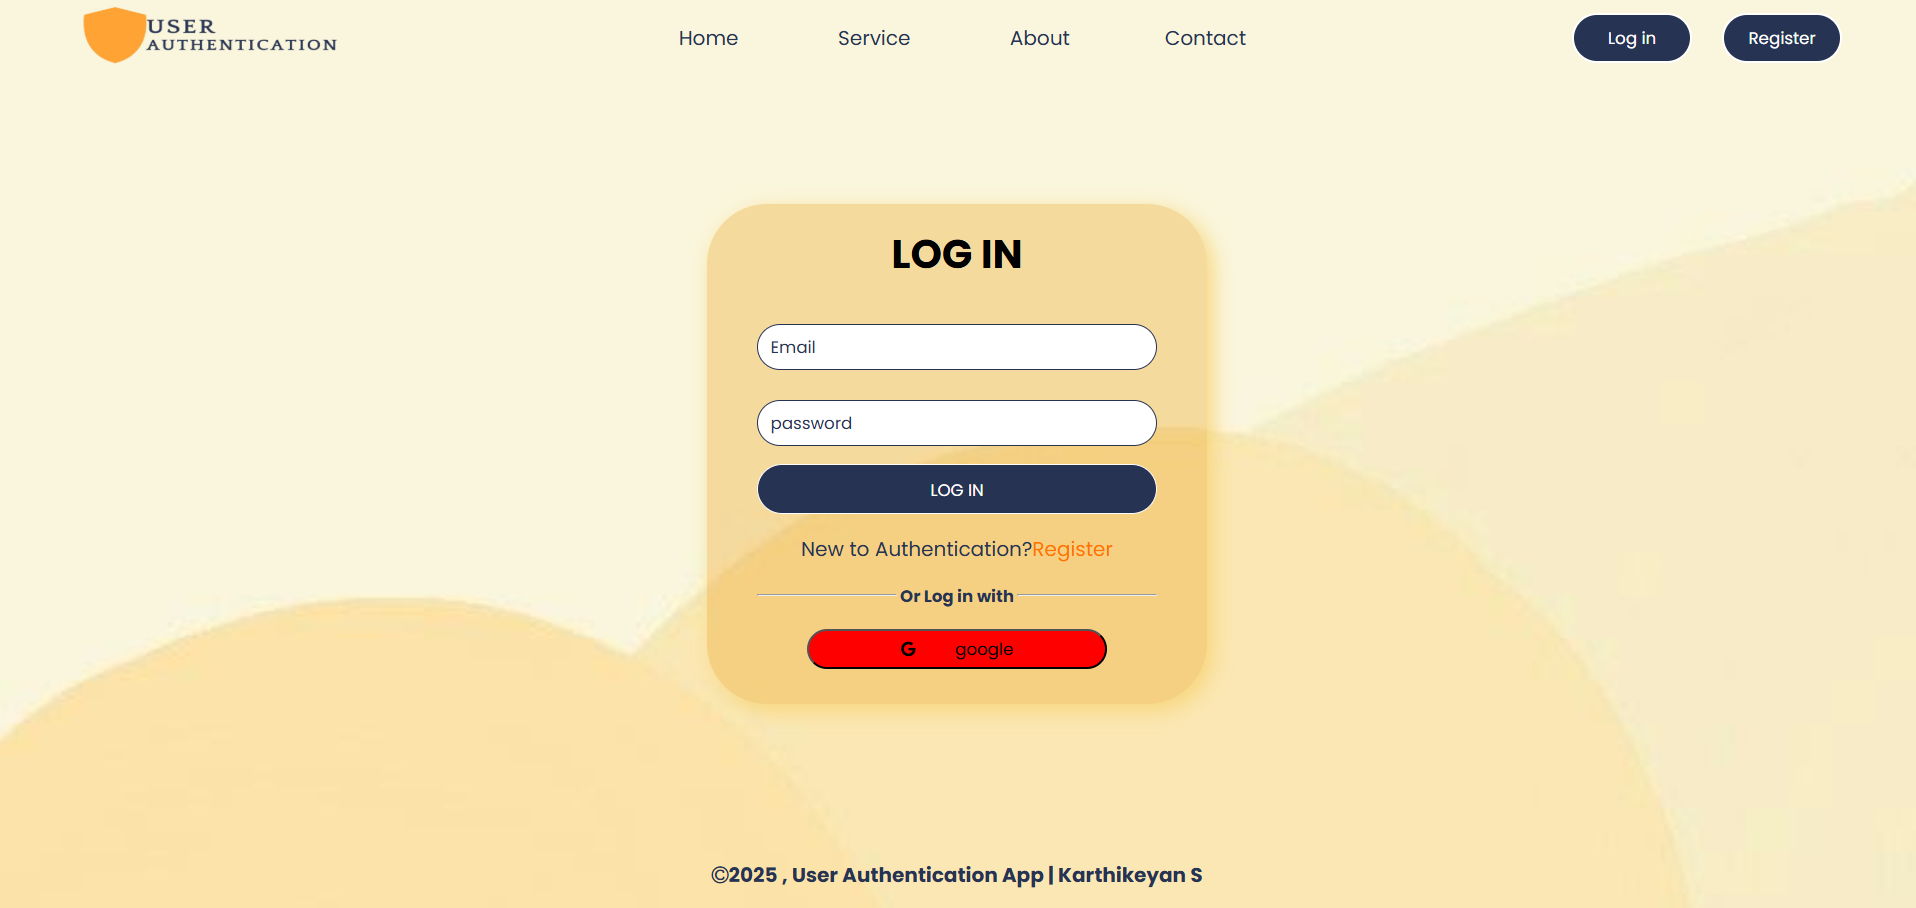 USER
AUTHENTICATION
Home Service About Contact
Log in Register
LOG IN
Email
password
LOG IN
New to Authentication?Register
Or Log in with
G google
©2025 , User Authentication App | Karthikeyan S